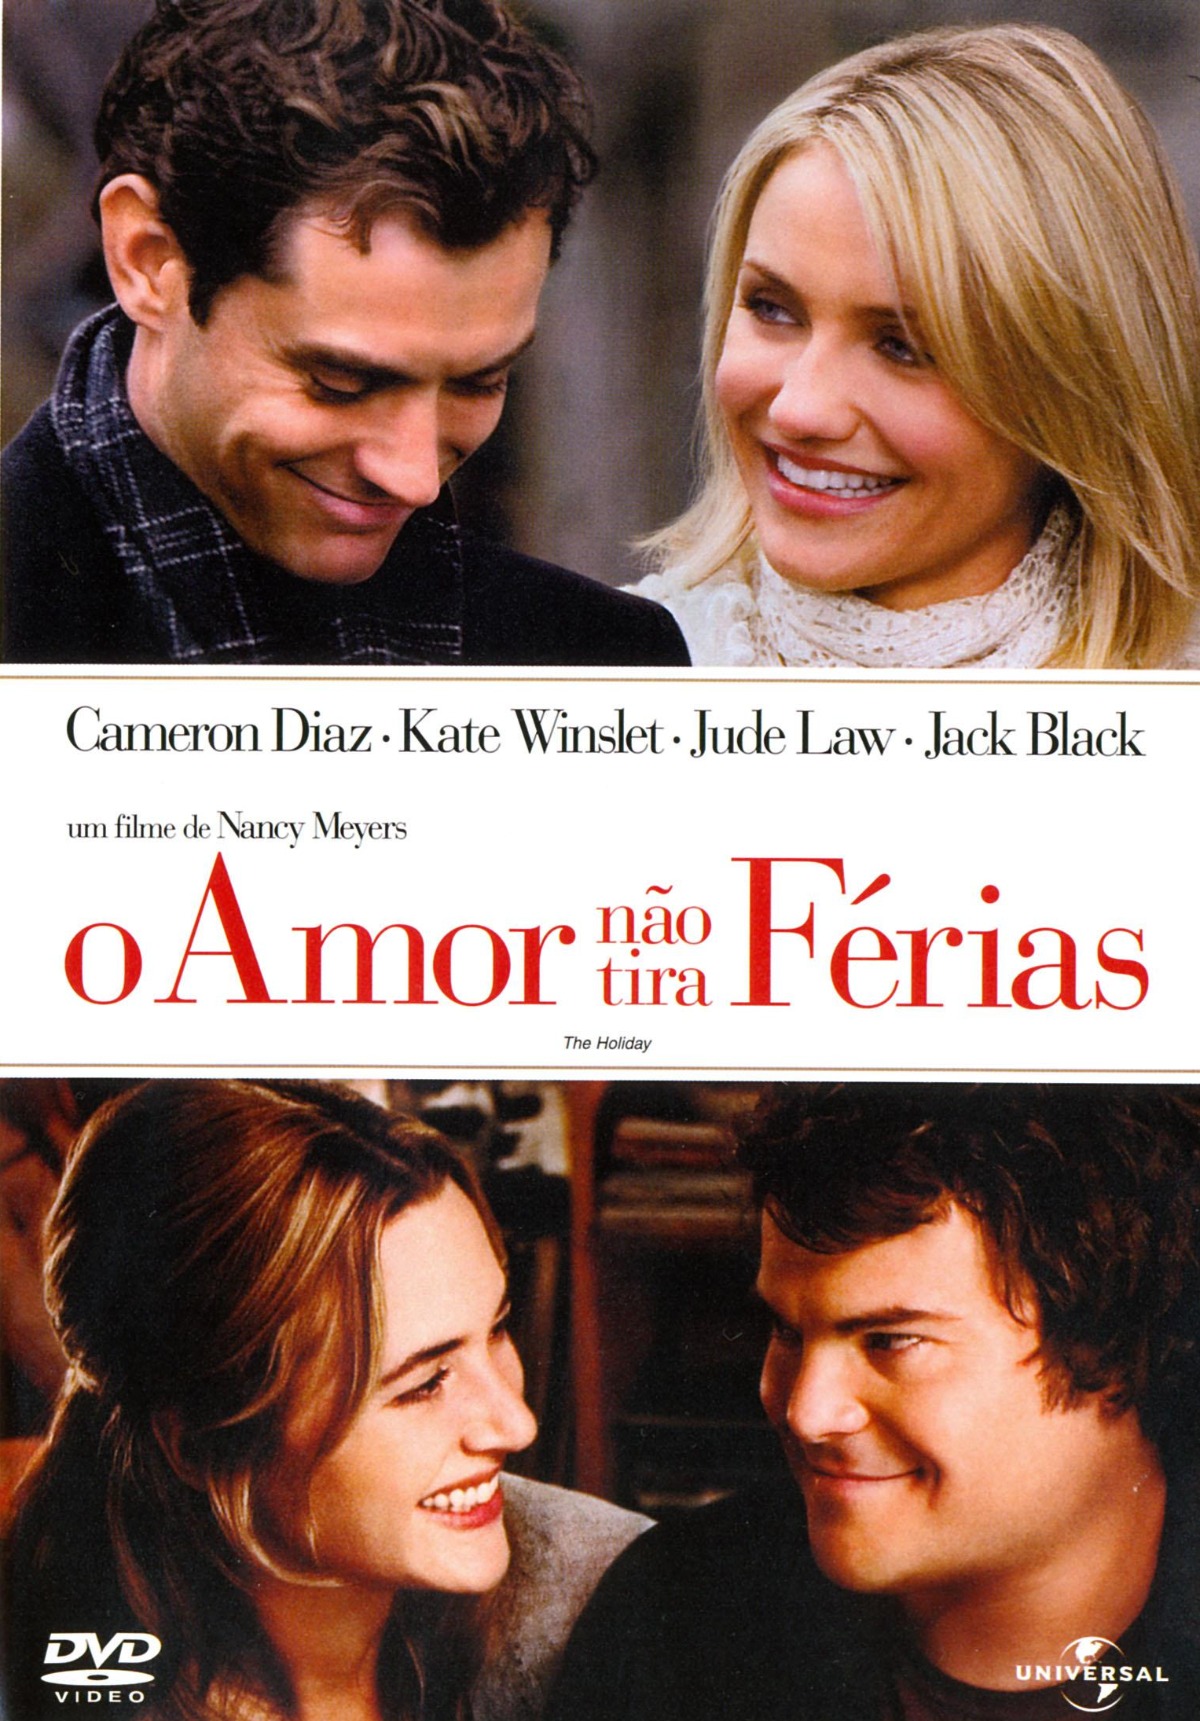 Cameron Diaz · Kate Winslet · Jude Law · Jack Black
um filme de Nancy Meyers
o Amor não tira Férias
The Holiday
DVD
VIDEO
UNIVERSAL